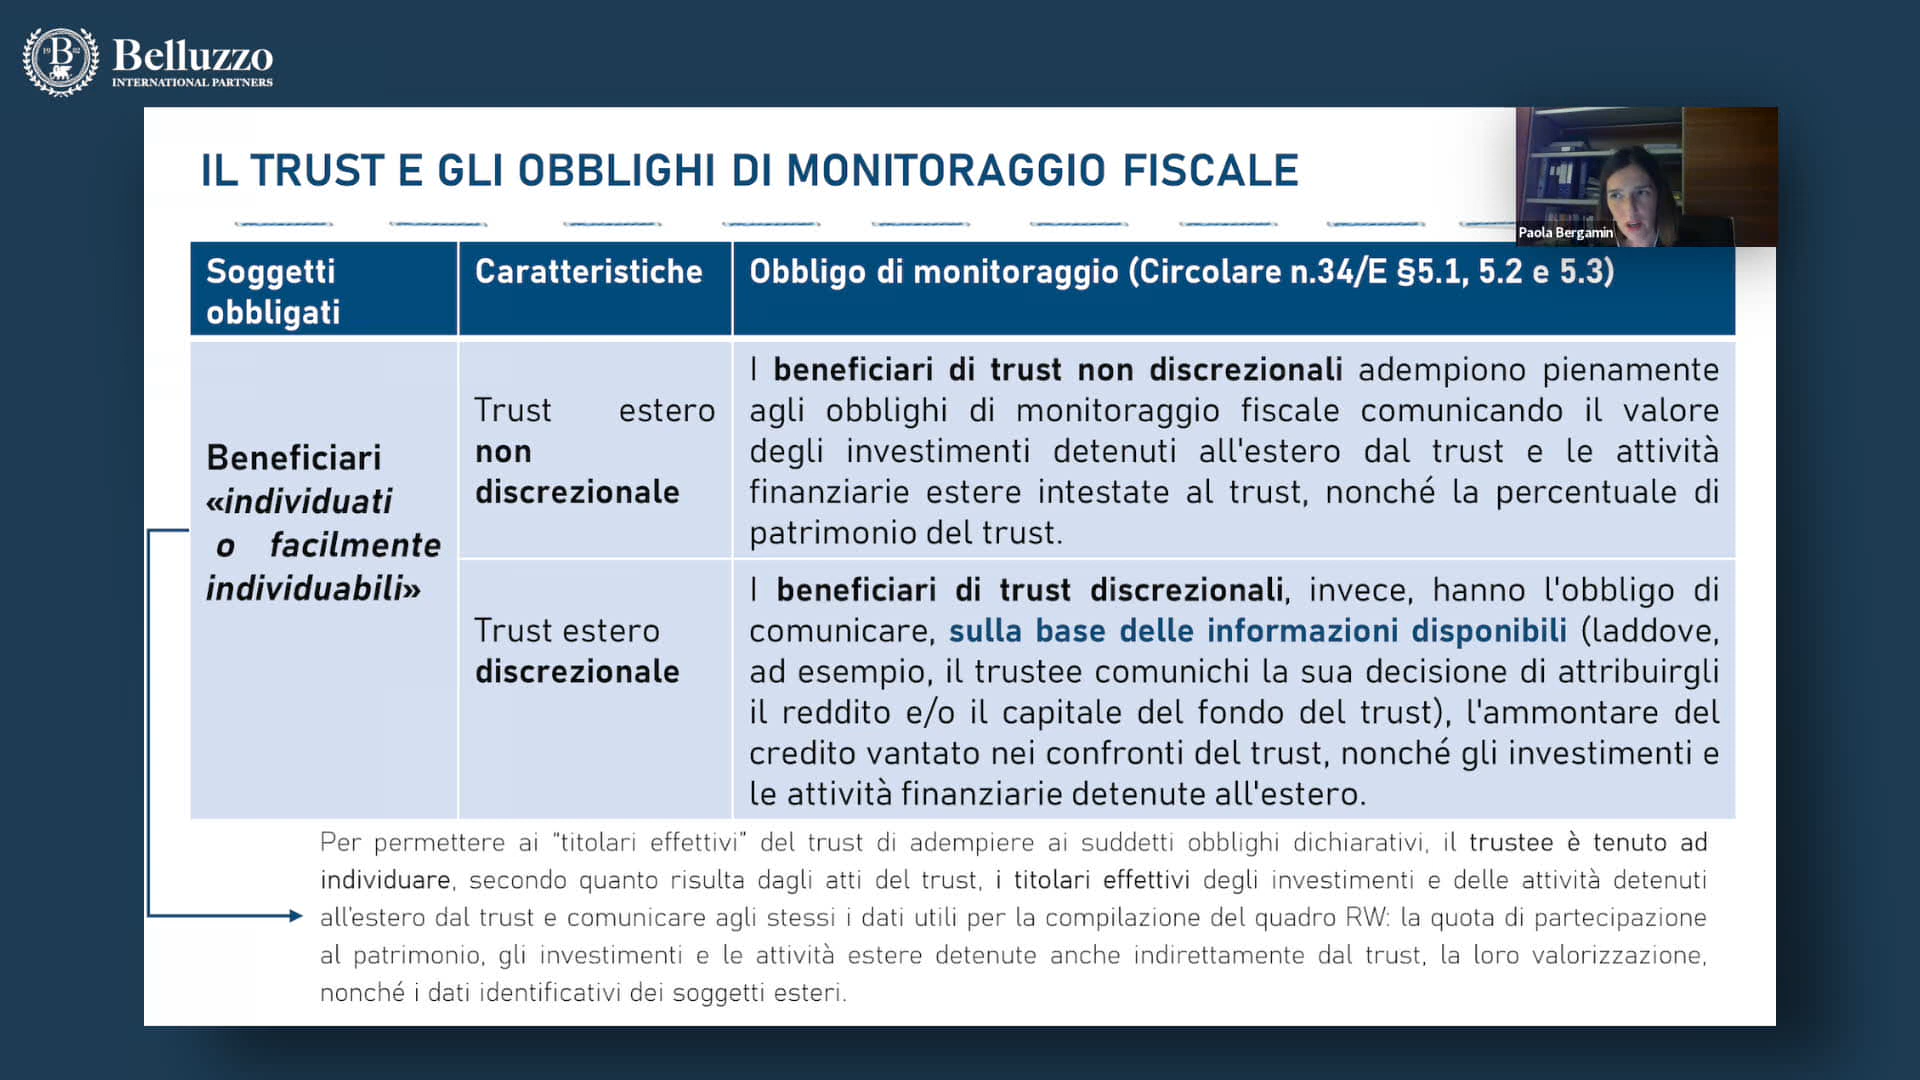 19 B 82
Belluzzo
INTERNATIONAL PARTNERS
IL TRUST E GLI OBBLIGHI DI MONITORAGGIO FISCALE
Paola Bergamin
Soggetti
obbligati
Caratteristiche
Obbligo di monitoraggio (Circolare n.34/E §5.1, 5.2 e 5.3)
Beneficiari
«individuati
o facilmente
individuabili»
Trust estero
non
discrezionale
I beneficiari di trust non discrezionali adempiono pienamente
agli obblighi di monitoraggio fiscale comunicando il valore
degli investimenti detenuti all'estero dal trust e le attività
finanziarie estere intestate al trust, nonché la percentuale di
patrimonio del trust.
Trust estero
discrezionale
I beneficiari di trust discrezionali, invece, hanno l'obbligo di
comunicare, sulla base delle informazioni disponibili (laddove,
ad esempio, il trustee comunichi la sua decisione di attribuirgli
il reddito e/o il capitale del fondo del trust), l'ammontare del
credito vantato nei confronti del trust, nonché gli investimenti e
le attività finanziarie detenute all'estero.
Per permettere ai “titolari effettivi” del trust di adempiere ai suddetti obblighi dichiarativi, il trustee è tenuto ad
individuare, secondo quanto risulta dagli atti del trust, i titolari effettivi degli investimenti e delle attività detenuti
all'estero dal trust e comunicare agli stessi i dati utili per la compilazione del quadro RW: la quota di partecipazione
al patrimonio, gli investimenti e le attività estere detenute anche indirettamente dal trust, la loro valorizzazione,
nonché i dati identificativi dei soggetti esteri.